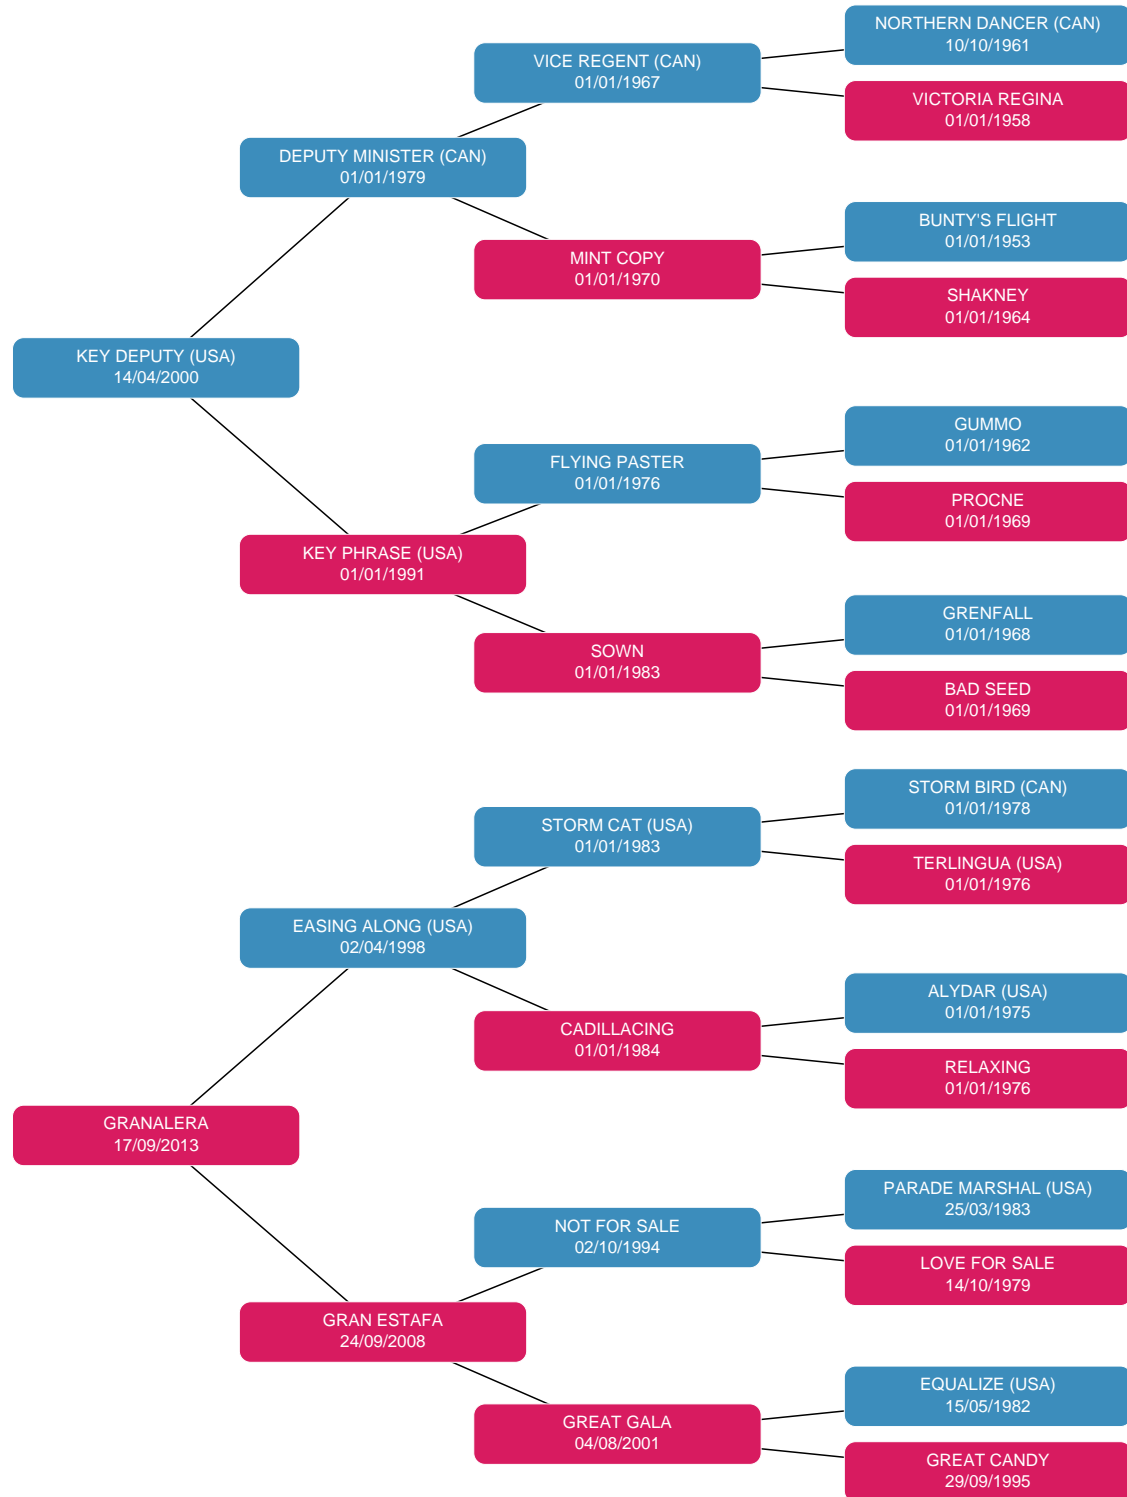 NORTHERN DANCER (CAN)
10/10/1961
VICE REGENT (CAN)
01/01/1967
VICTORIA REGINA
01/01/1958
DEPUTY MINISTER (CAN)
01/01/1979
BUNTY'S FLIGHT
01/01/1953
MINT COPY
01/01/1970
SHAKNEY
01/01/1964
KEY DEPUTY (USA)
14/04/2000
GUMMO
01/01/1962
FLYING PASTER
01/01/1976
PROCNE
01/01/1969
KEY PHRASE (USA)
01/01/1991
GRENFALL
01/01/1968
SOWN
01/01/1983
BAD SEED
01/01/1969
STORM BIRD (CAN)
01/01/1978
STORM CAT (USA)
01/01/1983
TERLINGUA (USA)
01/01/1976
EASING ALONG (USA)
02/04/1998
ALYDAR (USA)
01/01/1975
CADILLACING
01/01/1984
RELAXING
01/01/1976
GRANALERA
17/09/2013
PARADE MARSHAL (USA)
25/03/1983
NOT FOR SALE
02/10/1994
LOVE FOR SALE
14/10/1979
GRAN ESTAFA
24/09/2008
EQUALIZE (USA)
15/05/1982
GREAT GALA
04/08/2001
GREAT CANDY
29/09/1995